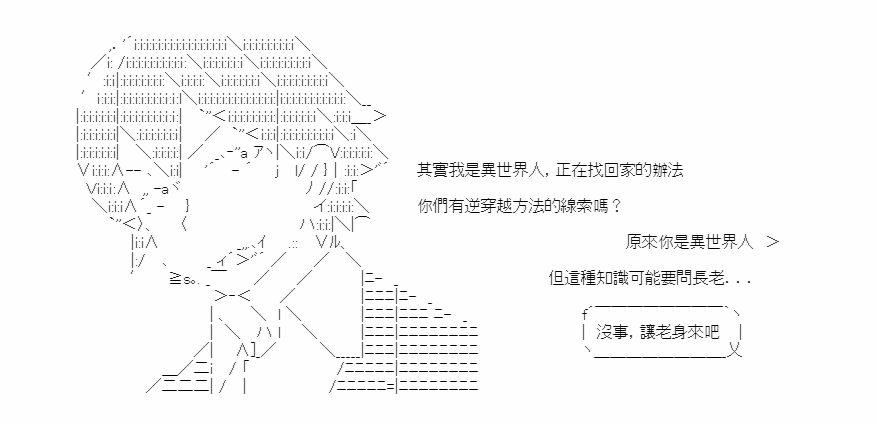 其實我是異世界人，正在找回家的辦法
你們有逆穿越方法的線索嗎？
原來你是異世界人　＞
但這種知識可能要問長老．．．
沒事，讓老身來吧